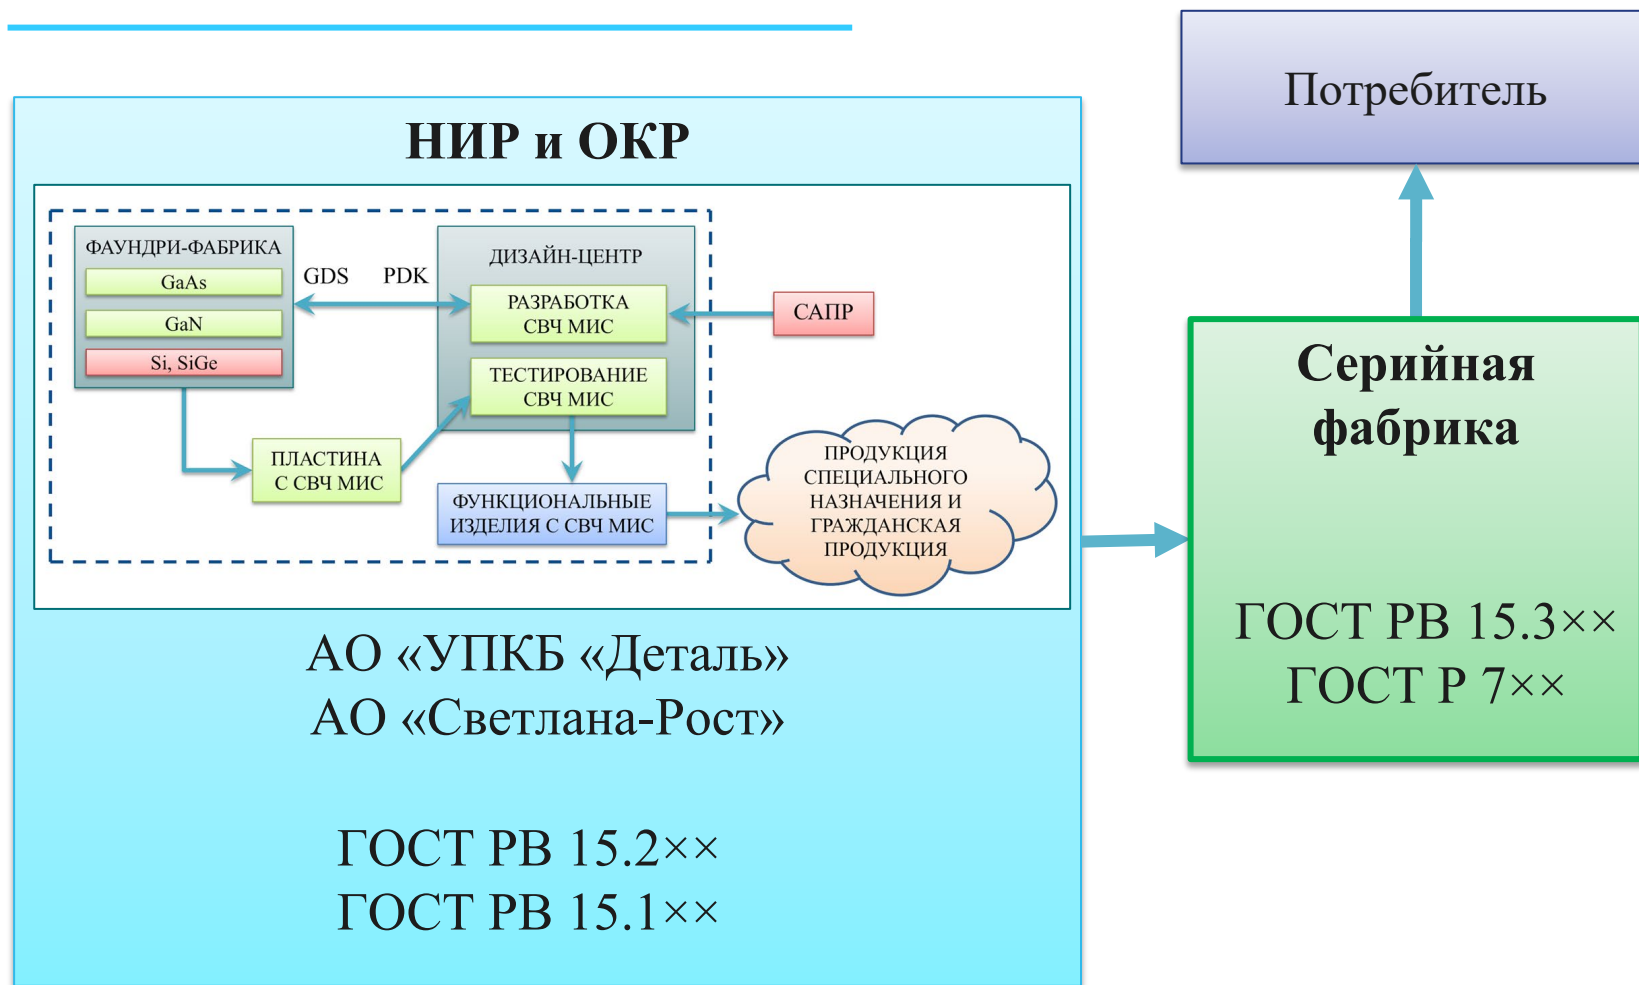 НИР и ОКР
ФАУНДРИ-ФАБРИКА
GaAs
GaN
Si, SiGe
GDS
PDK
ДИЗАЙН-ЦЕНТР
РАЗРАБОТКА
СВЧ МИС
ТЕСТИРОВАНИЕ
СВЧ МИС
САПР
ПЛАСТИНА
С СВЧ МИС
ФУНКЦИОНАЛЬНЫЕ
ИЗДЕЛИЯ С СВЧ МИС
ПРОДУКЦИЯ
СПЕЦИАЛЬНОГО
НАЗНАЧЕНИЯ И
ГРАЖДАНСКАЯ
ПРОДУКЦИЯ
АО «УПКБ «Деталь»
АО «Светлана-Рост»
ГОСТ РВ 15.2××
ГОСТ РВ 15.1××
Потребитель
Серийная
фабрика
ГОСТ РВ 15.3××
ГОСТ Р 7××